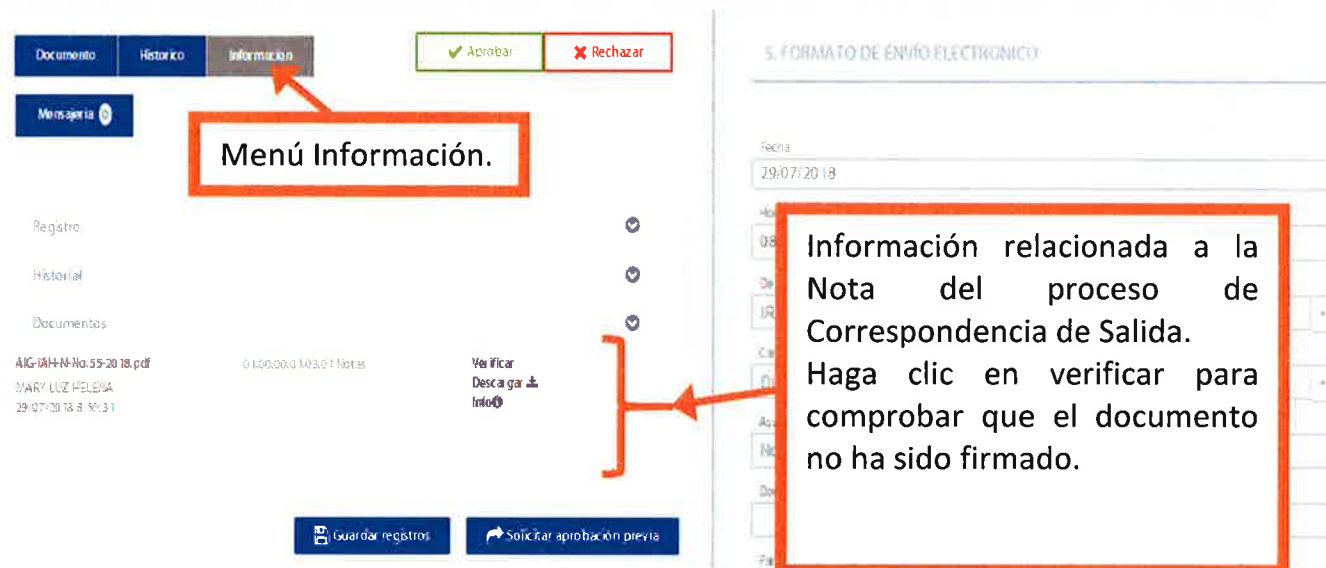 Documento Historico Informacion
Aprobar Rechazar
Mensajeria 0
Menú Información.
Registro
Historial
Documentos
AIG-IAH-N-No.55-2018.pdf
Notas
MARY LUZ HELENA
Verificar
Descargar
Info
Guardar registros Solicitar aprobación previa
5. FORMATO DE ENVÍO ELECTRONICO
Fecha
29/07/2018
08
Información relacionada a la
Nota del proceso de
Correspondencia de Salida.
Haga clic en verificar para
comprobar que el documento
no ha sido firmado.